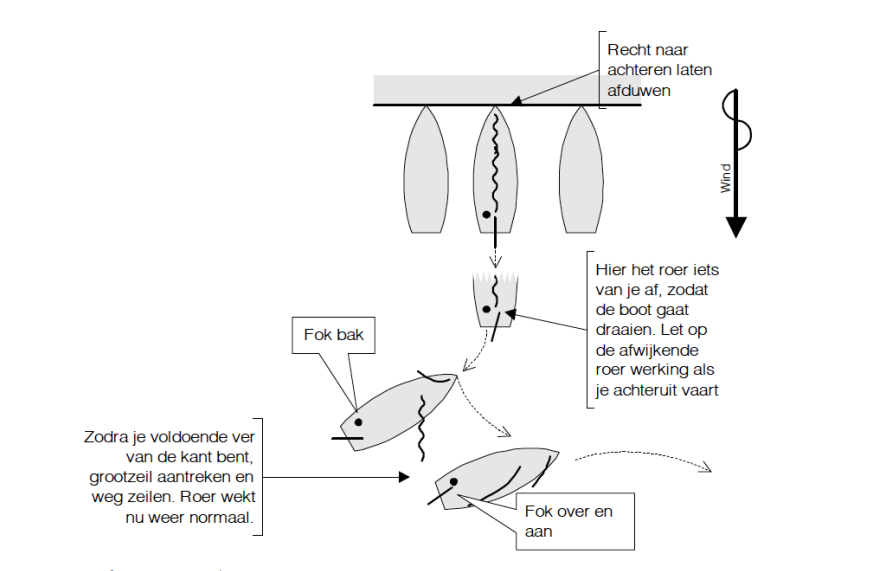 Recht naar
achteren laten
afduwen
Wind
Hier het roer iets
van je af, zodat
de boot gaat
draaien. Let op
de afwijkende
roer werking als
je achteruit vaart
Fok bak
Zodra je voldoende ver
van de kant bent,
grootzeil aantreken en
weg zeilen. Roer wekt
nu weer normaal.
Fok over en
aan